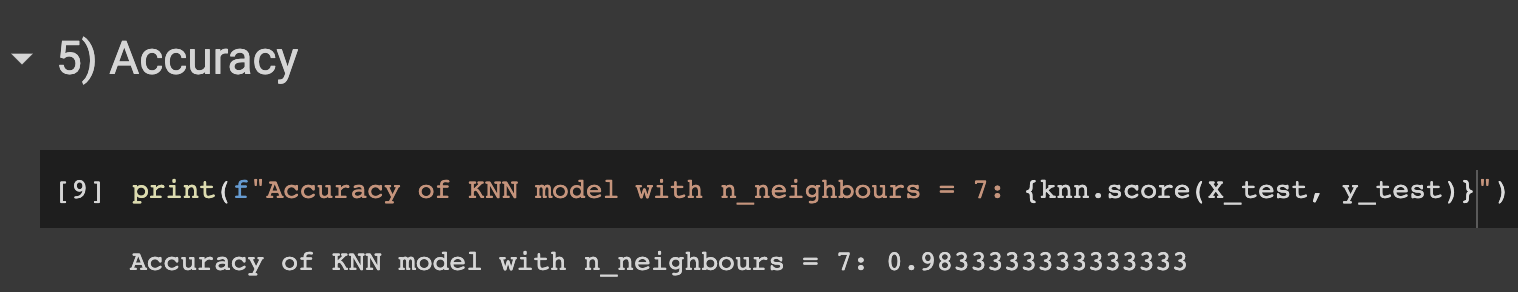 5) Accuracy
[9] print(f"Accuracy of KNN model with n_neighbours = 7: {knn.score(X_test, y_test)}")
Accuracy of KNN model with n_neighbours = 7: 0.9833333333333333